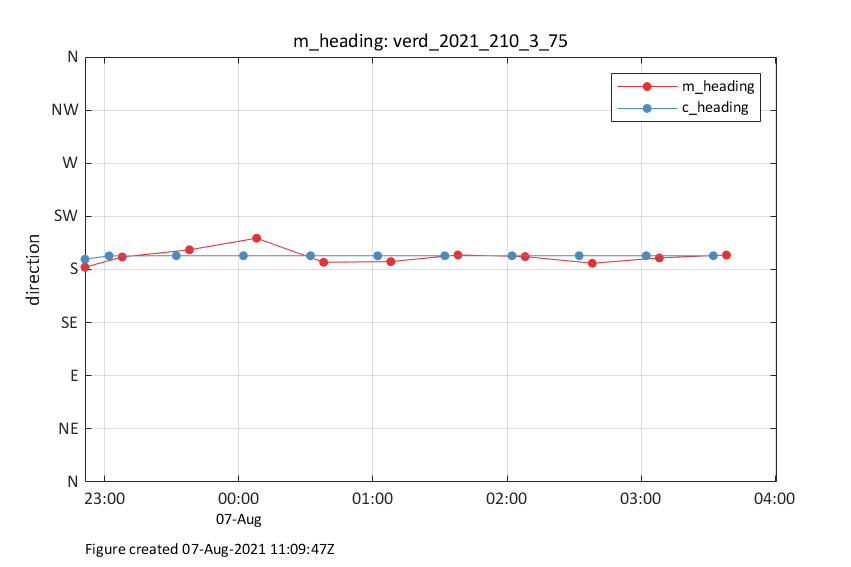 m_heading: verd_2021_210_3_75
N
m_heading
c_heading
NW
W
SW
S
SE
E
NE
N
direction
23:00 00:00 01:00 02:00 03:00 04:00
07-Aug
Figure created 07-Aug-2021 11:09:47Z